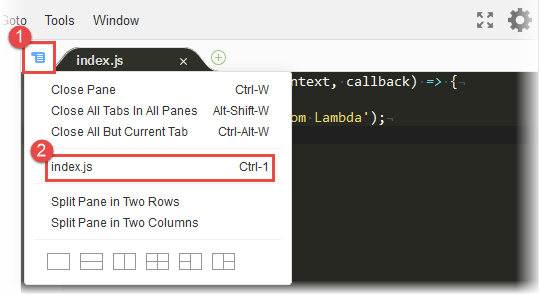 Goto Tools Window
1
index.js ×
Close Pane Ctrl-W
ntext, callback) => {
Close All Tabs In All Panes Alt-Shift-W
Close All But Current Tab Ctrl-Alt-W
om Lambda');
2
index.js Ctrl-1
Split Pane in Two Rows
Split Pane in Two Columns